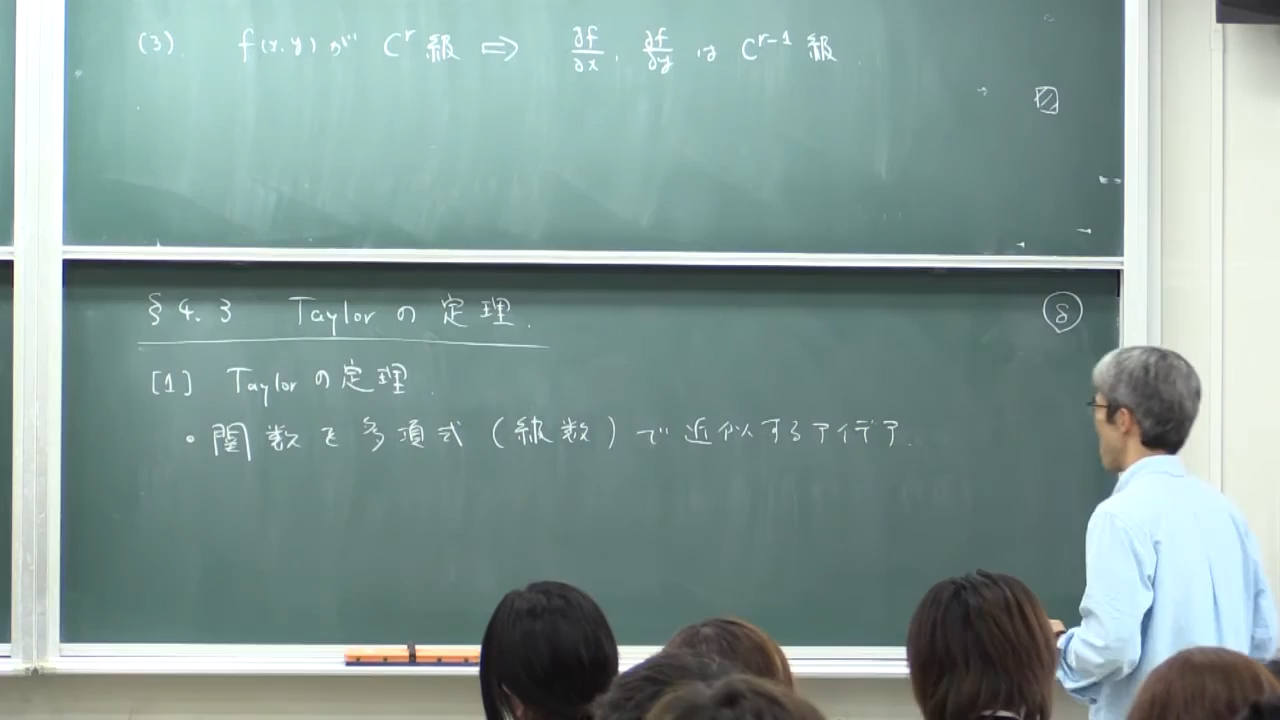 (3). f(x,y) が C^r 級 ⇒ ∂f/∂x, ∂f/∂y は C^{r-1} 級
§4.3 Taylor の 定理.
⑧
[1] Taylor の定理.
・関数を多項式(級数)で近似するアイデア.